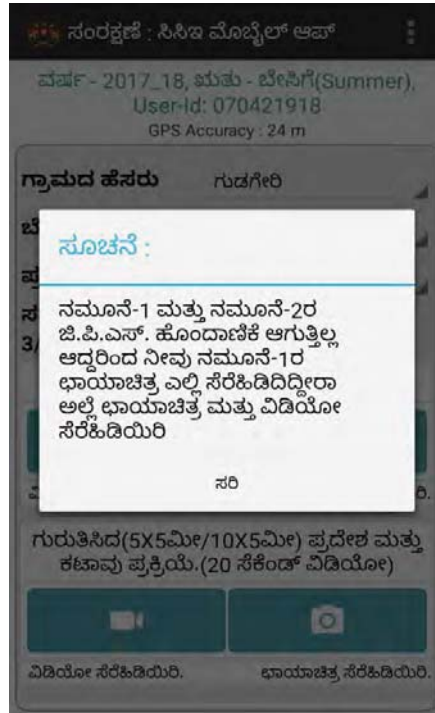 ಸಂರಕ್ಷಣೆ : ಸಿಸಿಇ ಮೊಬೈಲ್ ಆಪ್
ವರ್ಷ - 2017_18, ಋತು - ಬೇಸಿಗೆ(Summer),
User-Id: 070421918
GPS Accuracy : 24 m
ಗ್ರಾಮದ ಹೆಸರು ಗುಡಗೇರಿ
ಸೂಚನೆ :
ನಮೂನೆ-1 ಮತ್ತು ನಮೂನೆ-2ರ
ಜಿ.ಪಿ.ಎಸ್. ಹೊಂದಾಣಿಕೆ ಆಗುತ್ತಿಲ್ಲ
ಆದ್ದರಿಂದ ನೀವು ನಮೂನೆ-1ರ
ಛಾಯಾಚಿತ್ರ ಎಲ್ಲಿ ಸೆರೆಹಿಡಿದಿದ್ದೀರಾ
ಅಲ್ಲೆ ಛಾಯಾಚಿತ್ರ ಮತ್ತು ವಿಡಿಯೋ
ಸೆರೆಹಿಡಿಯಿರಿ
ಸರಿ
ಗುರುತಿಸಿದ(5X5ಮೀ/10X5ಮೀ) ಪ್ರದೇಶ ಮತ್ತು
ಕಟಾವು ಪ್ರಕ್ರಿಯೆ.(20 ಸೆಕೆಂಡ್ ವಿಡಿಯೋ)
ವಿಡಿಯೋ ಸೆರೆಹಿಡಿಯಿರಿ. ಛಾಯಾಚಿತ್ರ ಸೆರೆಹಿಡಿಯಿರಿ.